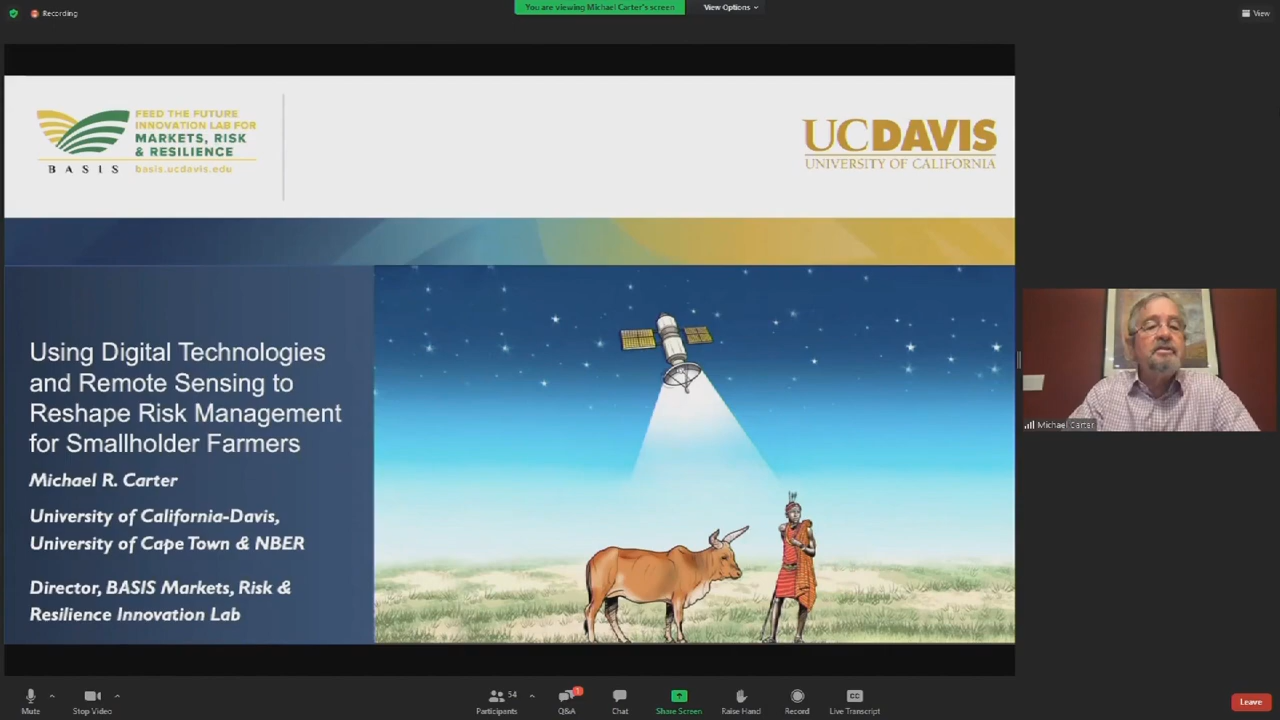 Recording
You are viewing Michael Carter's screen
View Options
View
FEED THE FUTURE
INNOVATION LAB FOR
MARKETS, RISK
& RESILIENCE
BASIS
basis.ucdavis.edu
UCDAVIS
UNIVERSITY OF CALIFORNIA
Using Digital Technologies
and Remote Sensing to
Reshape Risk Management
for Smallholder Farmers
Michael R. Carter
University of California-Davis,
University of Cape Town & NBER
Director, BASIS Markets, Risk &
Resilience Innovation Lab
Michael Carter
Mute
Stop Video
54
Participants
1
Q&A
Chat
Share Screen
Raise Hand
Record
CC
Live Transcript
Leave